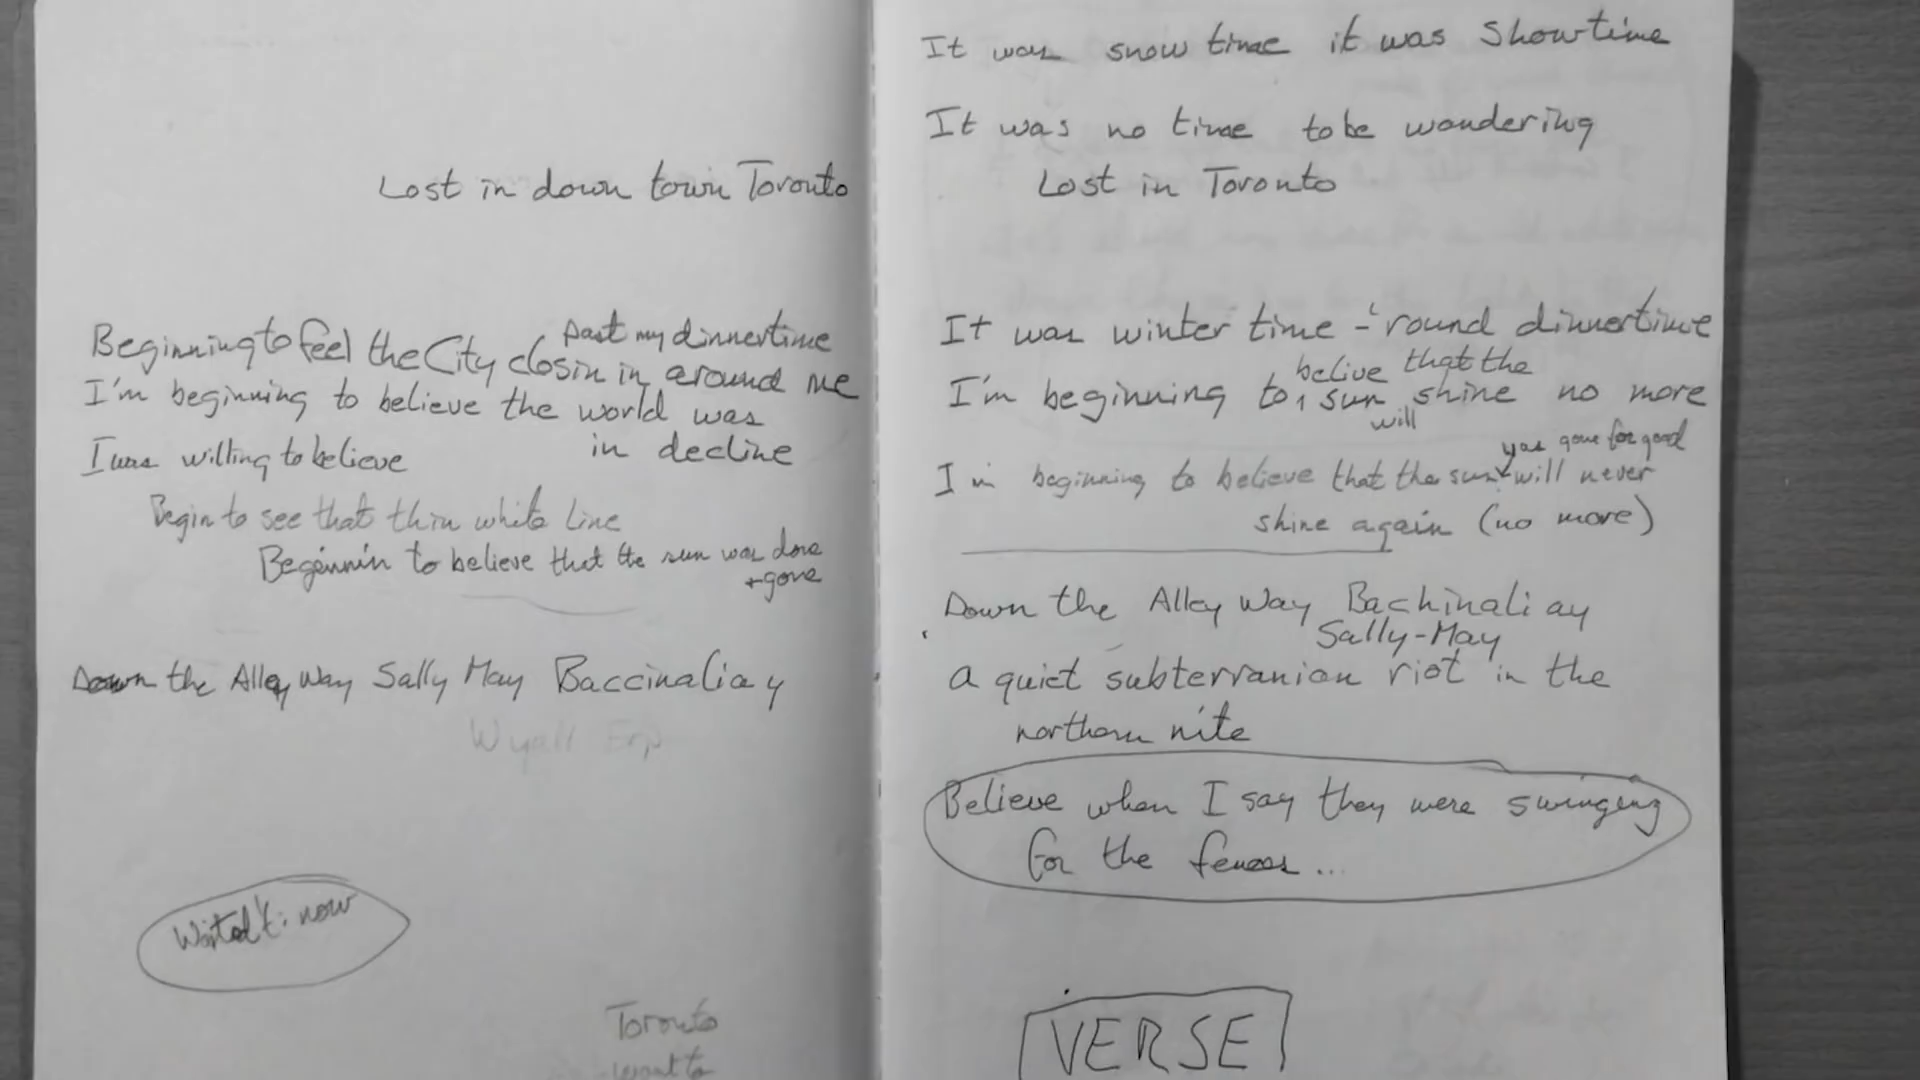 Lost in down town Toronto
past my dinnertime
Beginning to feel the City closin in around me
I'm beginning to believe the world was
in decline
I was willing to believe
Begin to see that thin white line
Beginnin to believe that the sun was done
+ gone
Down the Alley Way Sally May Baccinaliay
Toronto
want to
It was snow time it was Showtime
It was no time to be wondering
Lost in Toronto
It was winter time - 'round dinnertime
belive that the
I'm beginning to sun shine no more
will
was gone for good
I'm beginning to believe that the sun will never
shine again (no more)
Down the Alley Way Bachinaliay
Sally-May
a quiet subterranian riot in the
northern nite
Believe when I say they were swinging
for the fences...
VERSE